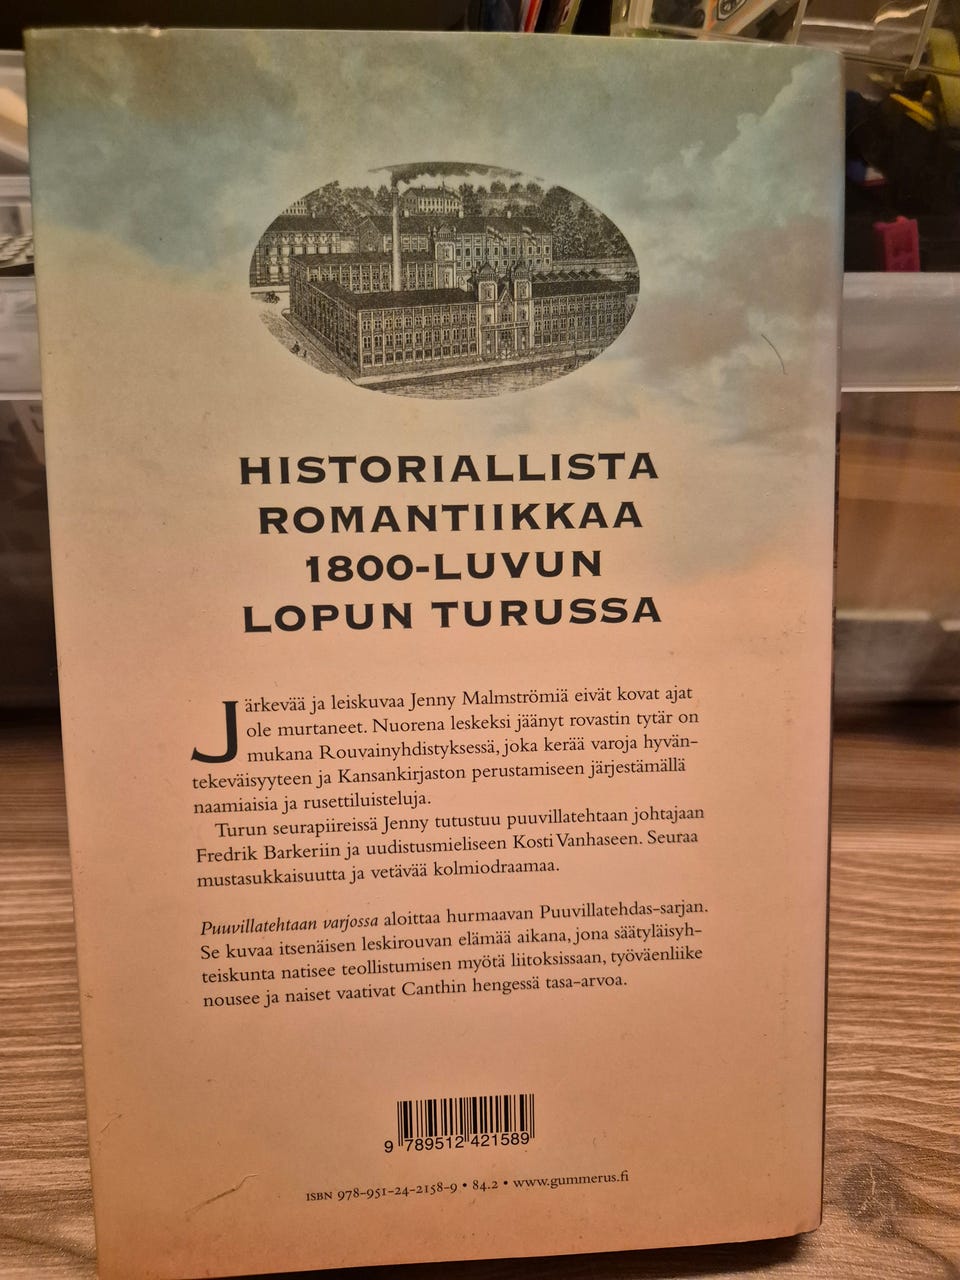 HISTORIALLISTA
ROMANTIIKKAA
1800-LUVUN
LOPUN TURUSSA
Järkevää ja leiskuvaa Jenny Malmströmiä eivät kovat ajat
ole murtaneet. Nuorena leskeksi jäänyt rovastin tytär on
mukana Rouvainyhdistyksessä, joka kerää varoja hyvän-
tekeväisyyteen ja Kansankirjaston perustamiseen järjestämällä
naamiaisia ja rusettiluisteluja.
Turun seurapiireissä Jenny tutustuu puuvillatehtaan johtajaan
Fredrik Barkeriin ja uudistusmieliseen Kosti Vanhaseen. Seuraa
mustasukkaisuutta ja vetävää kolmiodraamaa.
Puuvillatehtaan varjossa aloittaa hurmaavan Puuvillatehdas-sarjan.
Se kuvaa itsenäisen leskirouvan elämää aikana, jona säätyläisyh-
teiskunta natisee teollistumisen myötä liitoksissaan, työväenliike
nousee ja naiset vaativat Canthin hengessä tasa-arvoa.
9 789512 421589
ISBN 978-951-24-2158-9 • 84.2 • www.gummerus.fi